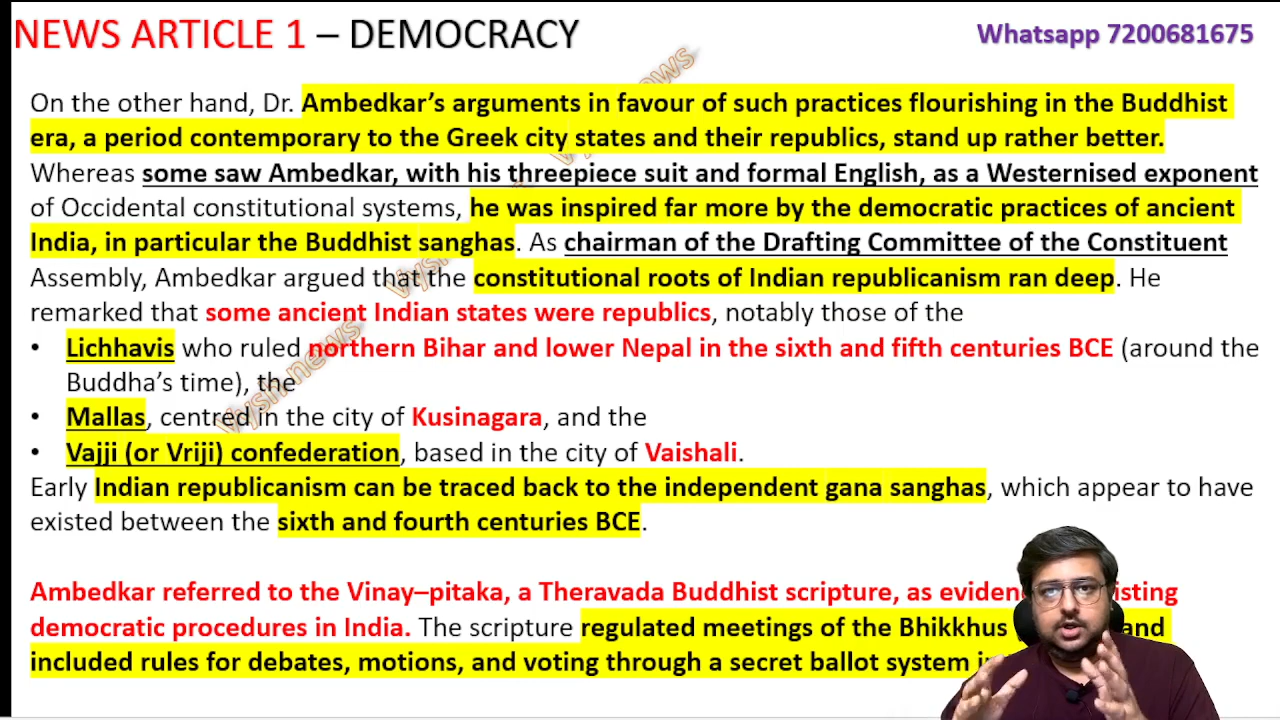 NEWS ARTICLE 1 – DEMOCRACY
Whatsapp 7200681675
On the other hand, Dr. Ambedkar's arguments in favour of such practices flourishing in the Buddhist
era, a period contemporary to the Greek city states and their republics, stand up rather better.
Whereas some saw Ambedkar, with his threepiece suit and formal English, as a Westernised exponent
of Occidental constitutional systems, he was inspired far more by the democratic practices of ancient
India, in particular the Buddhist sanghas. As chairman of the Drafting Committee of the Constituent
Assembly, Ambedkar argued that the constitutional roots of Indian republicanism ran deep. He
remarked that some ancient Indian states were republics, notably those of the
• Lichhavis who ruled northern Bihar and lower Nepal in the sixth and fifth centuries BCE (around the
Buddha's time), the
• Mallas, centred in the city of Kusinagara, and the
• Vajji (or Vriji) confederation, based in the city of Vaishali.
Early Indian republicanism can be traced back to the independent gana sanghas, which appear to have
existed between the sixth and fourth centuries BCE.
Ambedkar referred to the Vinay–pitaka, a Theravada Buddhist scripture, as
democratic procedures in India. The scripture regulated meetings of the Bhikkhus and
included rules for debates, motions, and voting through a secret ballot system
Vysh news